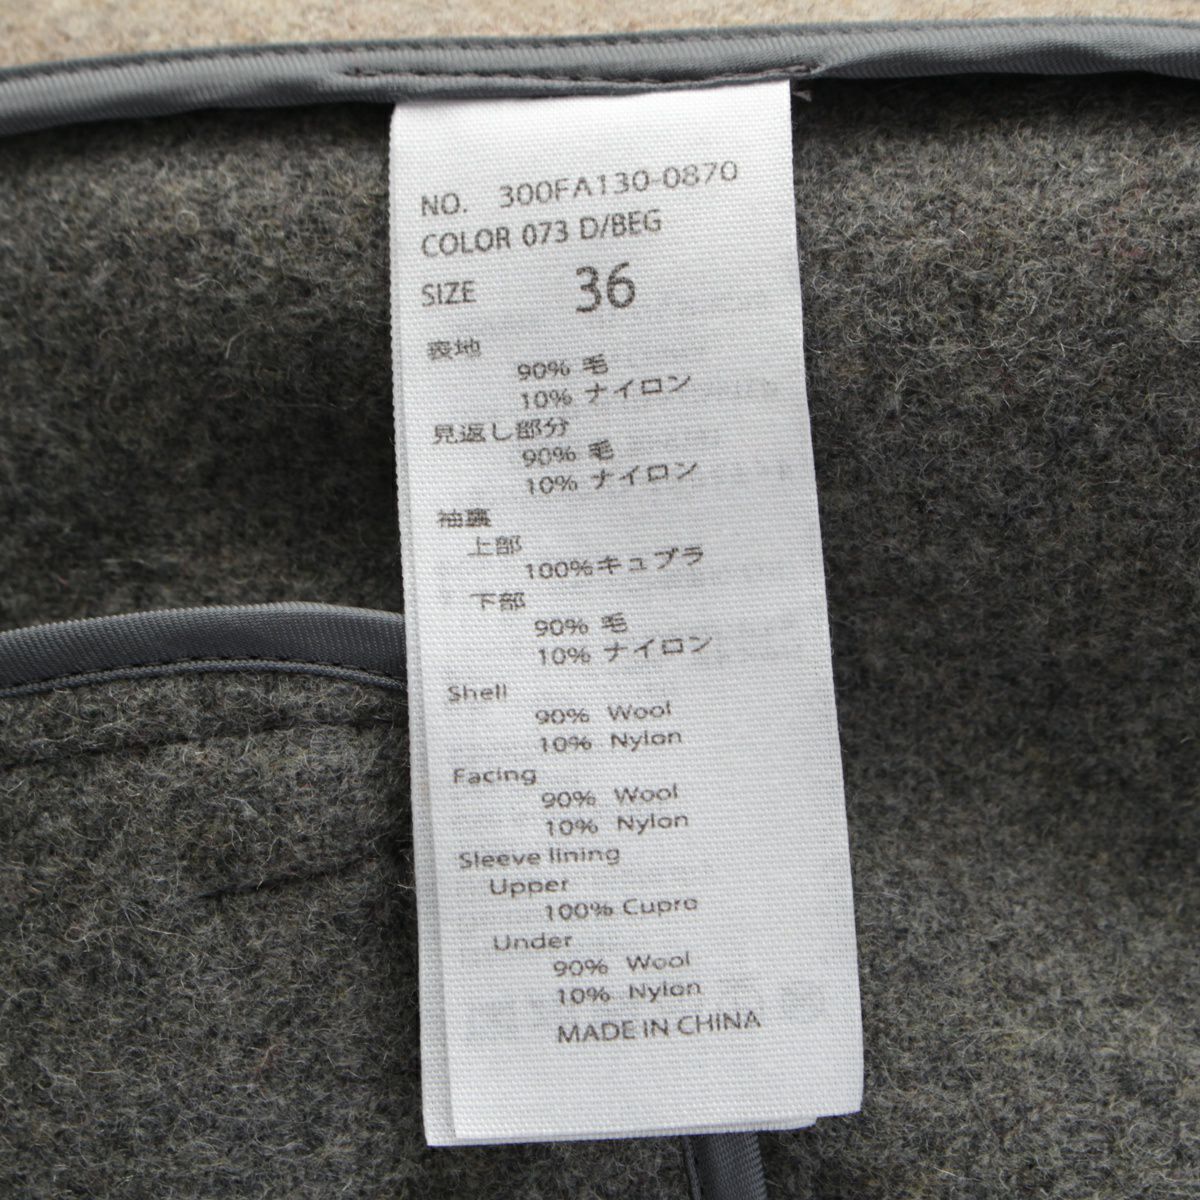 NO. 300FA130-0870
COLOR 073 D/BEG
SIZE 36
表地
90% 毛
10% ナイロン
見返し部分
90% 毛
10% ナイロン
袖裏
上部
100%キュプラ
下部
90% 毛
10% ナイロン
Shell
90% Wool
10% Nylon
Facing
90% Wool
10% Nylon
Sleeve lining
Upper
100% Cupro
Under
90% Wool
10% Nylon
MADE IN CHINA